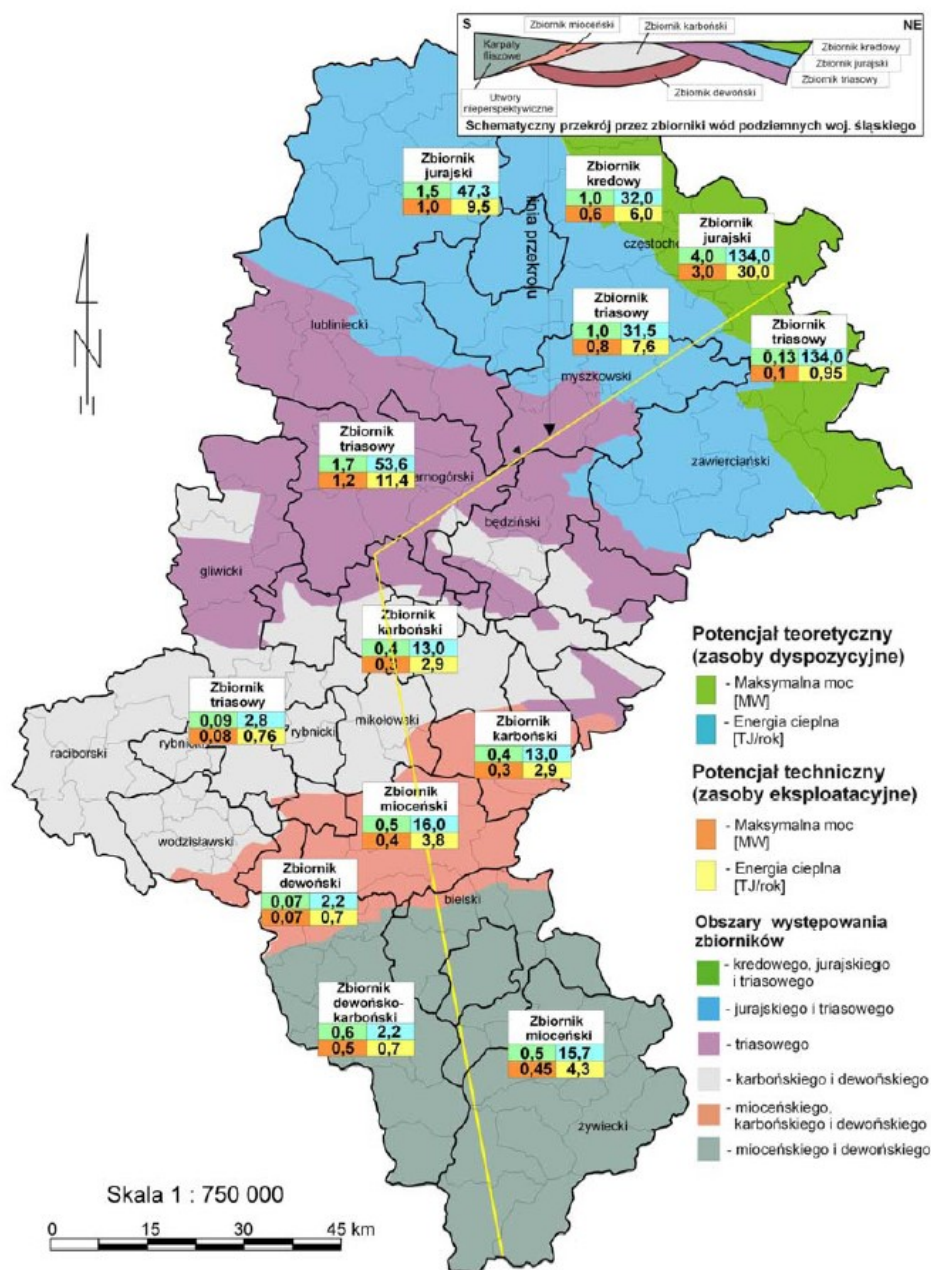 S
NE
Zbiornik mioceński
Zbiornik karboński
Karpaty
fliszowe
Zbiornik kredowy
Zbiornik jurajski
Zbiornik triasowy
Utwory
nieperspektywiczne
Zbiornik dewoński
Schematyczny przekrój przez zbiorniki wód podziemnych woj. śląskiego
Zbiornik
jurajski
1,5 47,3
1,0 9,5
Zbiornik
kredowy
1,0 32,0
0,6 6,0
linia przekroju
częstoch
Zbiornik
jurajski
4,0 134,0
3,0 30,0
N
lubliniecki
Zbiornik
triasowy
1,0 31,5
0,8 7,6
Zbiornik
triasowy
0,13 134,0
0,1 0,95
myszkowski
Zbiornik
triasowy
1,7 53,6
1,2 11,4
arnogórski
zawierciański
będziński
gliwicki
Zbiornik
karboński
0,4 13,0
0,3 2,9
Zbiornik
triasowy
0,09 2,8
0,08 0,76
raciborski
rybnicki
rybnicki
mikołowski
Zbiornik
karboński
0,4 13,0
0,3 2,9
Zbiornik
mioceński
0,5 16,0
0,4 3,8
wodzisławski
Zbiornik
dewoński
0,07 2,2
0,07 0,7
bielski
Zbiornik
dewońsko-
karboński
0,6 2,2
0,5 0,7
Zbiornik
mioceński
0,5 15,7
0,45 4,3
żywiecki
Potencjał teoretyczny
(zasoby dyspozycyjne)
- Maksymalna moc
[MW]
- Energia cieplna
[TJ/rok]
Potencjał techniczny
(zasoby eksploatacyjne)
- Maksymalna moc
[MW]
- Energia cieplna
[TJ/rok]
Obszary występowania
zbiorników
- kredowego, jurajskiego
i triasowego
- jurajskiego i triasowego
- triasowego
- karbońskiego i dewońskiego
- mioceńskiego,
karbońskiego i dewońskiego
- mioceńskiego i dewońskiego
Skala 1 : 750 000
0 15 30 45 km